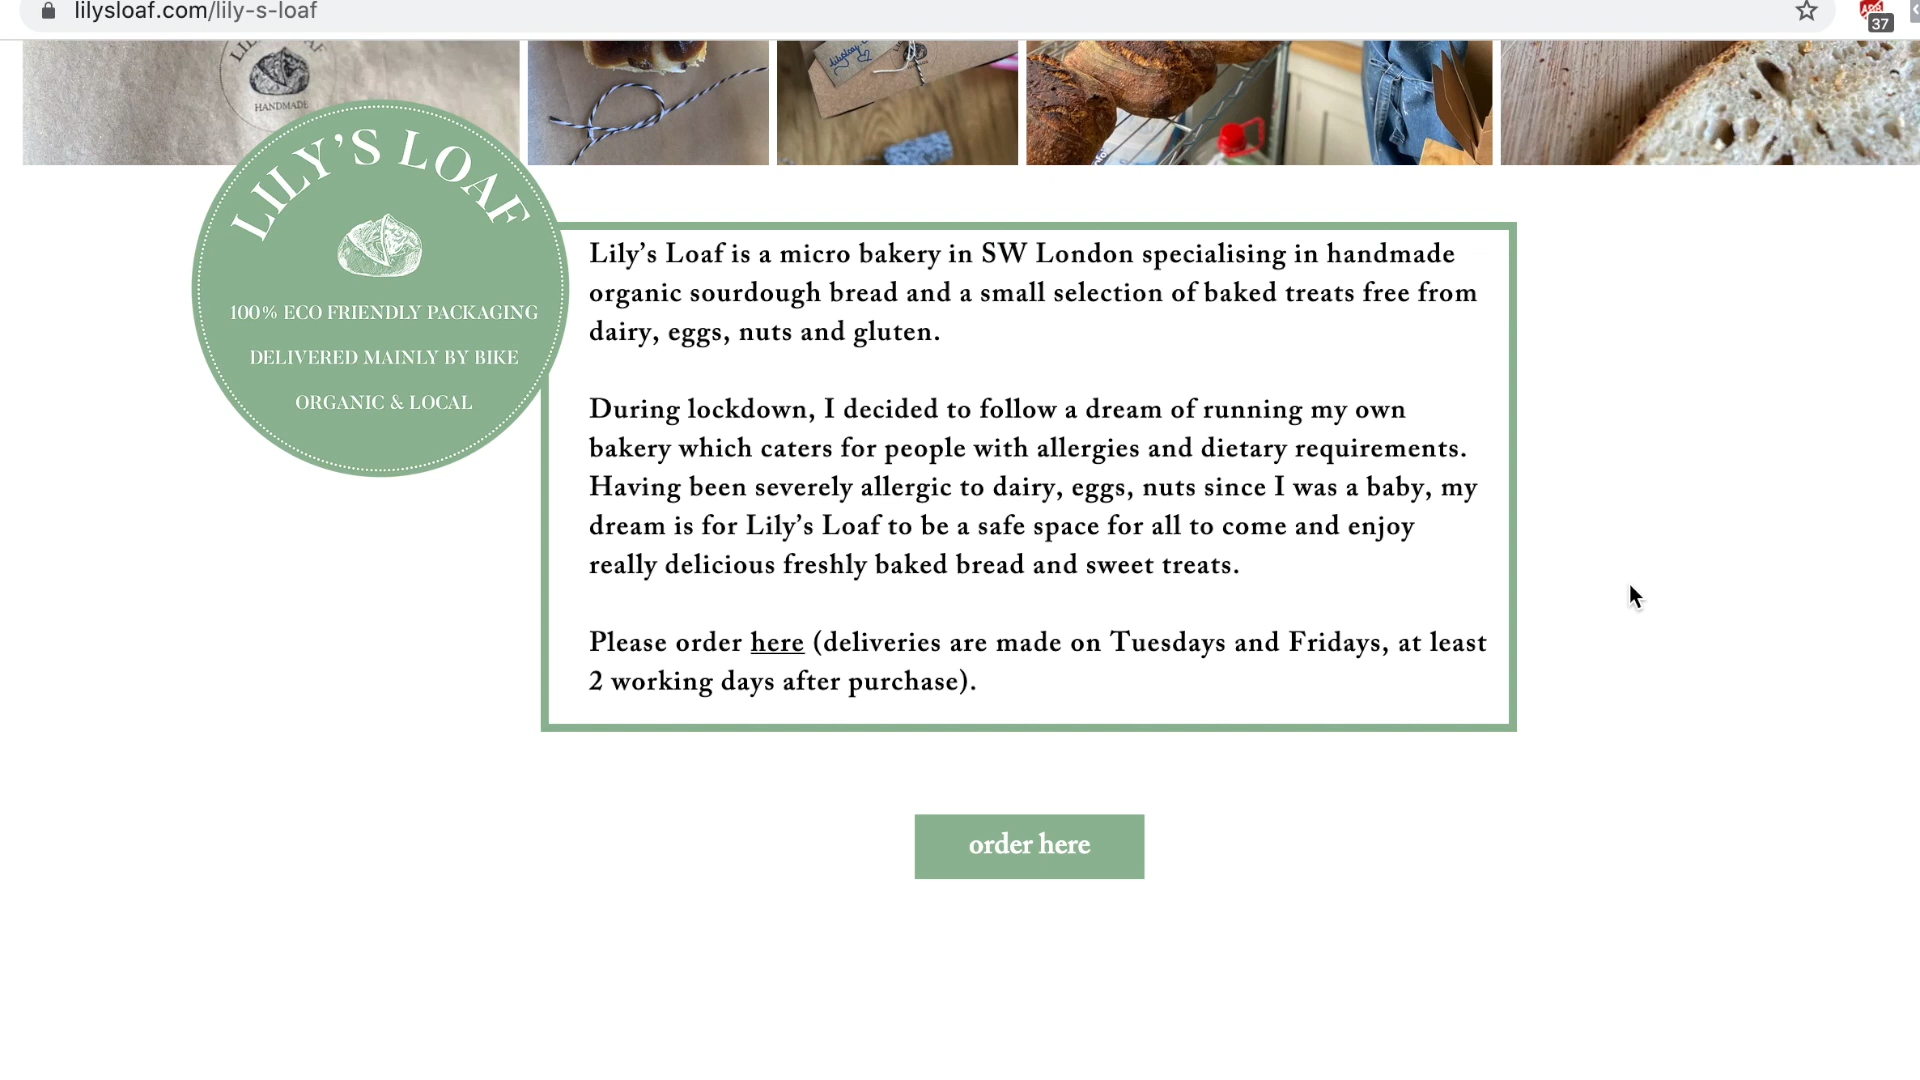 lilysloaf.com/lily-s-loaf
37
HANDMADE
LILY’S LOAF
100% ECO FRIENDLY PACKAGING
DELIVERED MAINLY BY BIKE
ORGANIC & LOCAL
Lily’s Loaf is a micro bakery in SW London specialising in handmade
organic sourdough bread and a small selection of baked treats free from
dairy, eggs, nuts and gluten.
During lockdown, I decided to follow a dream of running my own
bakery which caters for people with allergies and dietary requirements.
Having been severely allergic to dairy, eggs, nuts since I was a baby, my
dream is for Lily’s Loaf to be a safe space for all to come and enjoy
really delicious freshly baked bread and sweet treats.
Please order here (deliveries are made on Tuesdays and Fridays, at least
2 working days after purchase).
order here